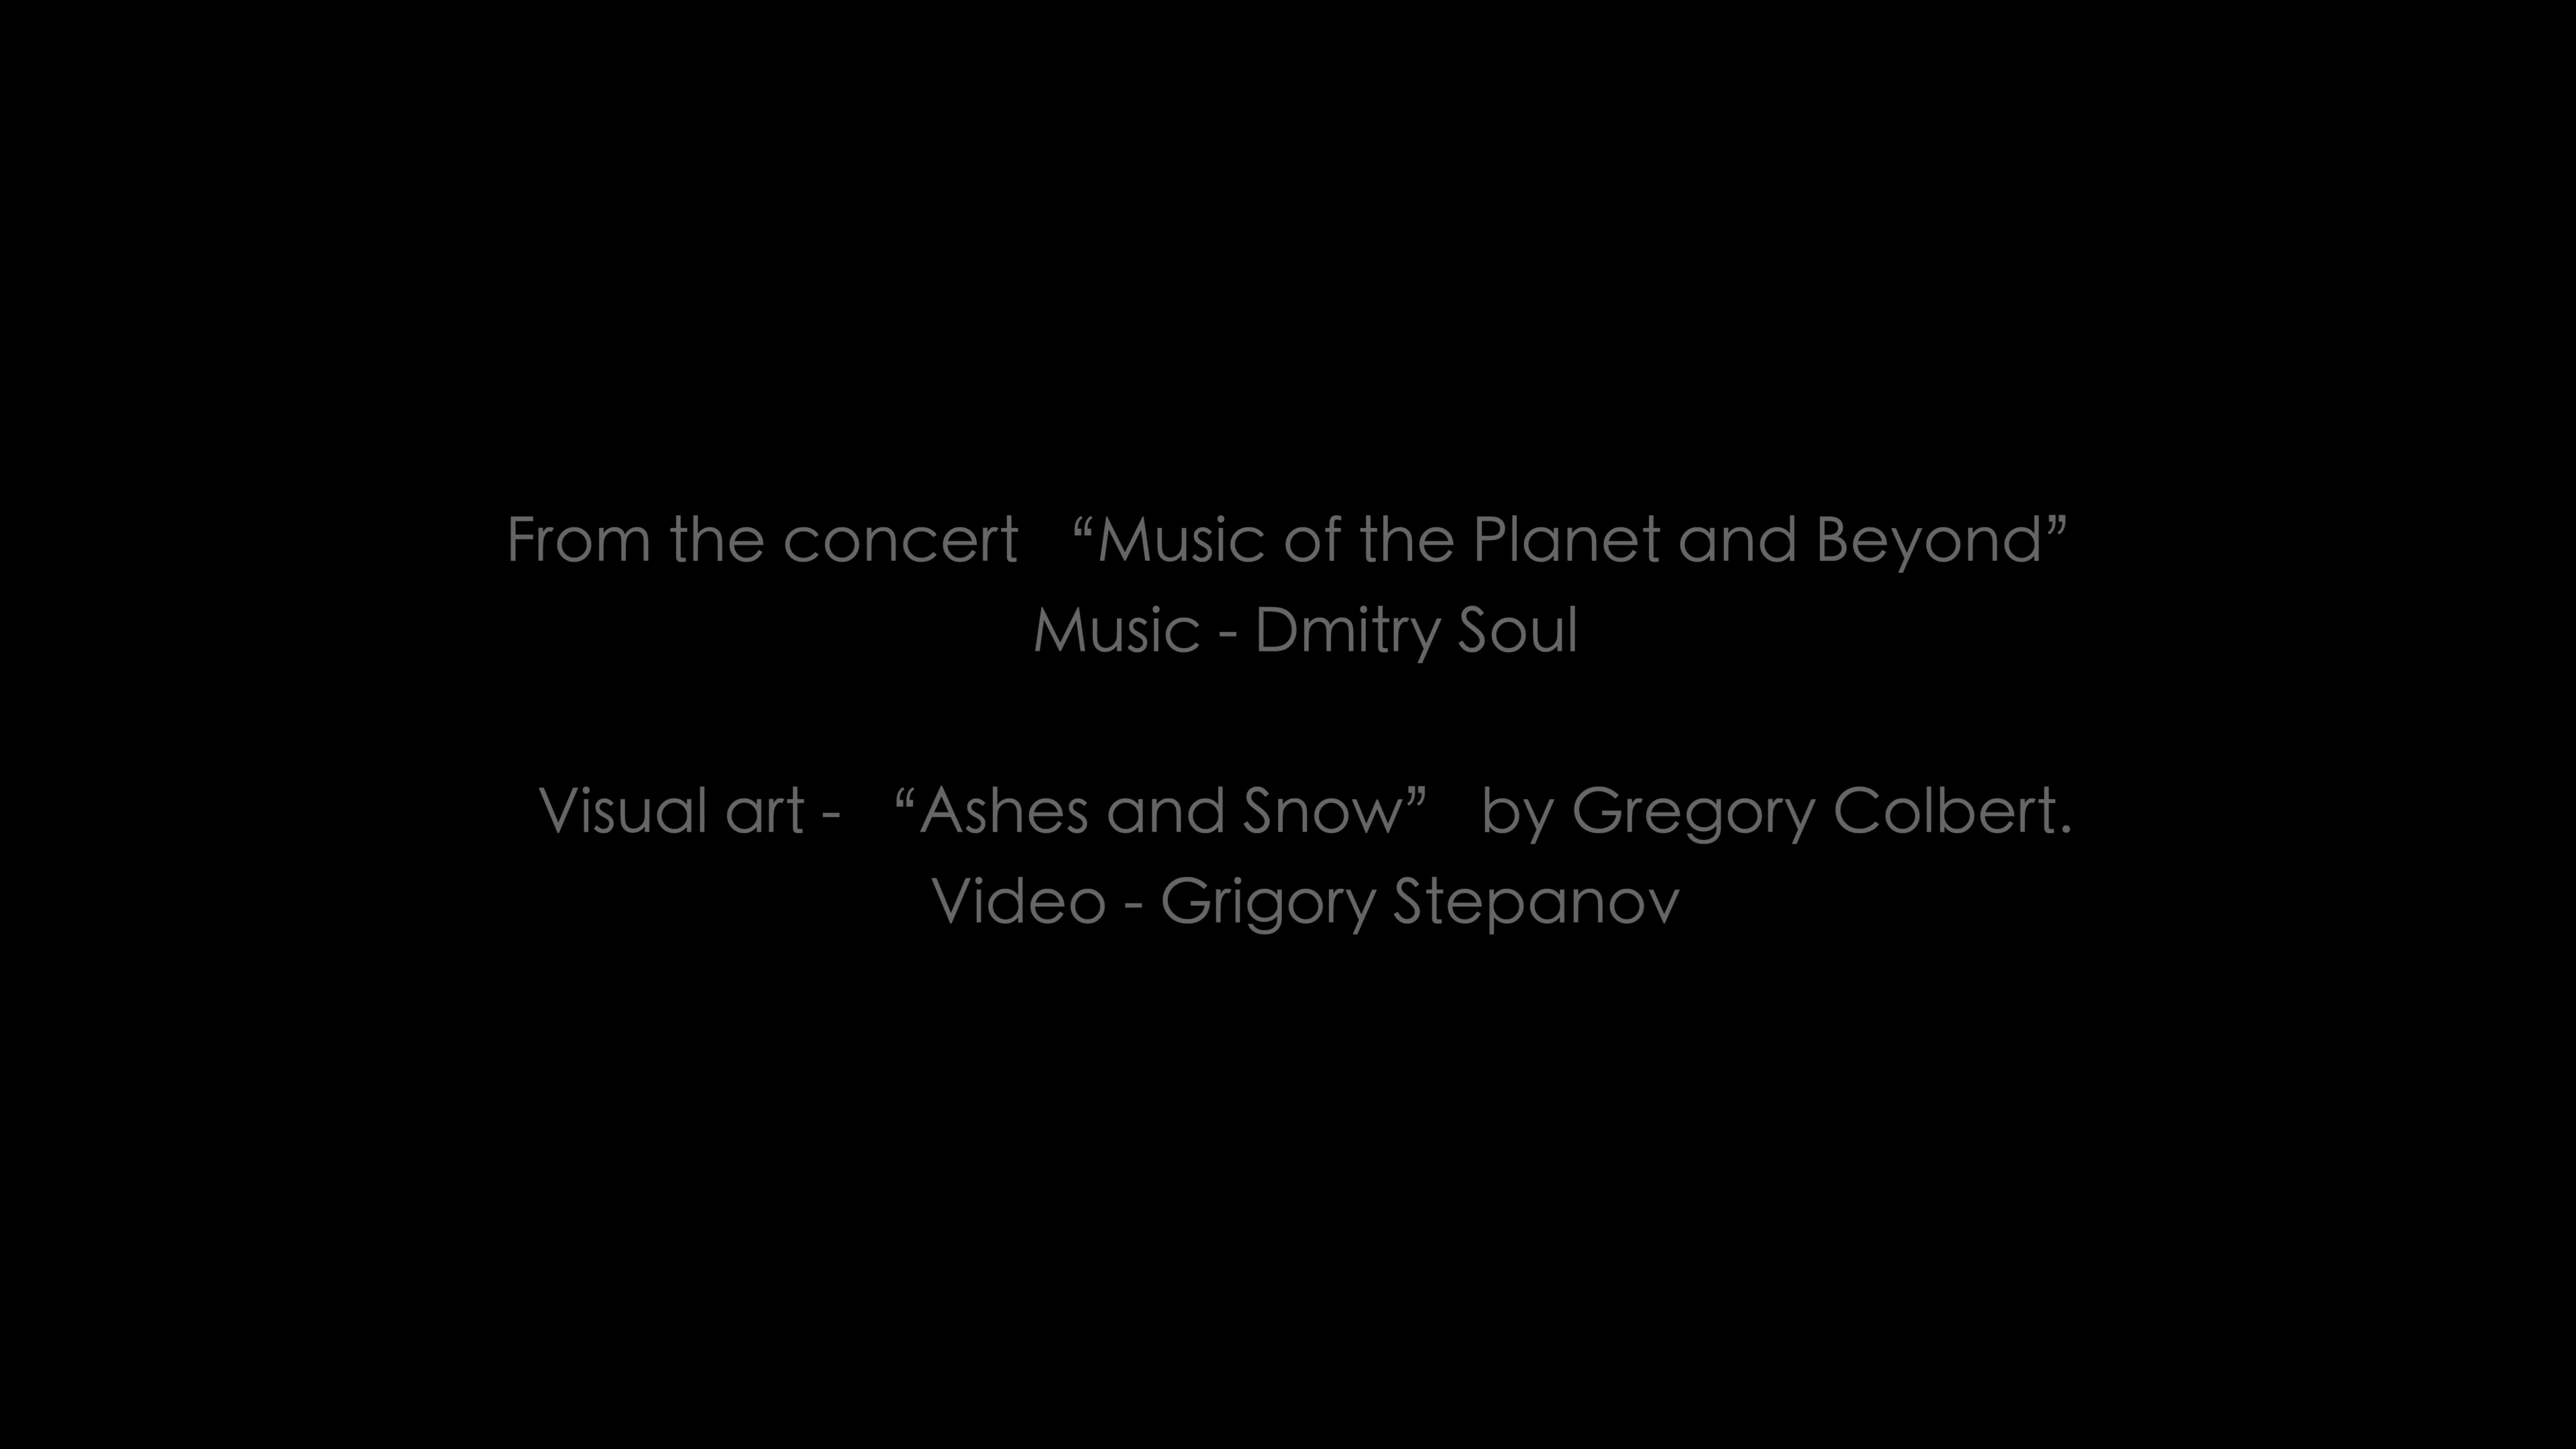 From the concept “Music of the Planet and Beyond”
Music - Dmitry Soul
Visual art - “Ashes and Snow” by Gregory Colbert.
Video - Grigory Stepanov